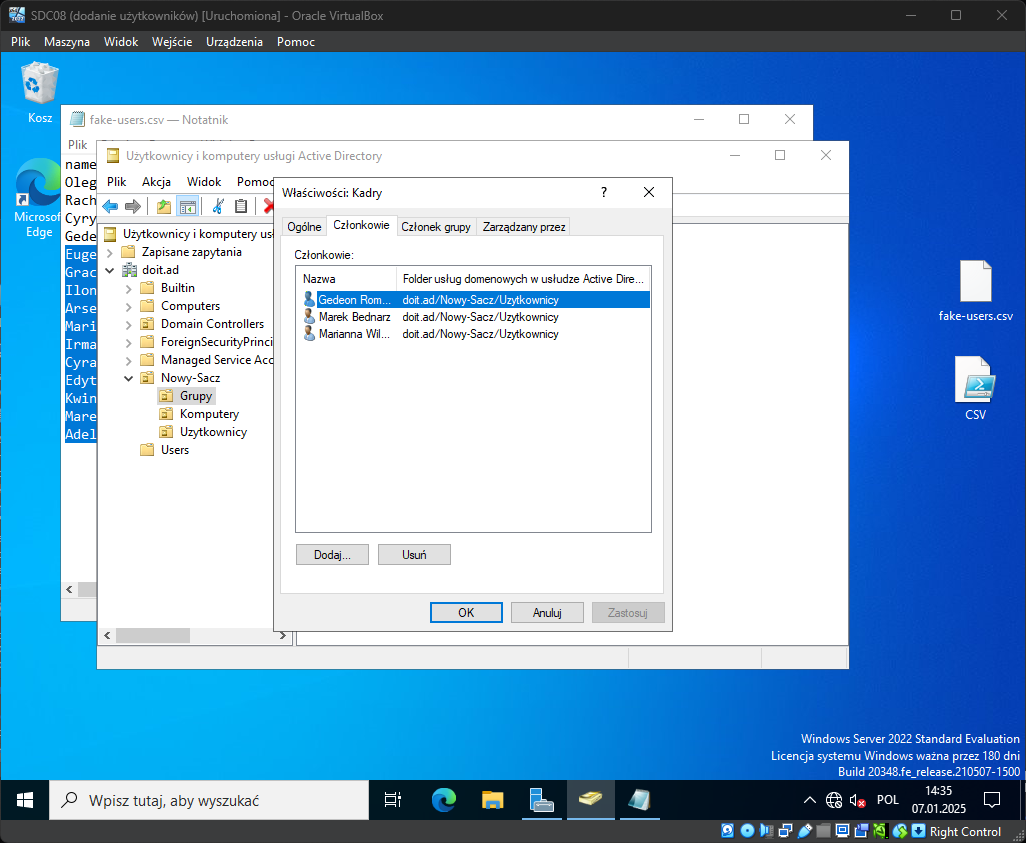 SDC08 (dodanie użytkowników) [Uruchomiona] - Oracle VirtualBox
Plik Maszyna Widok Wejście Urządzenia Pomoc
Kosz
Microsof
Edge
fake-users.csv — Notatnik
Plik
name
Oleg
Rach
Cyry
Gede
Euge
Grac
Ilon
Arse
Mari
Irma
Cyra
Edyt
Kwin
Mare
Adel
Użytkownicy i komputery usługi Active Directory
Plik Akcja Widok Pomoc
Użytkownicy i komputery usł
Zapisane zapytania
doit.ad
Builtin
Computers
Domain Controllers
ForeignSecurityPrinci
Managed Service Acc
Nowy-Sacz
Grupy
Komputery
Uzytkownicy
Users
Właściwości: Kadry
?
Ogólne Członkowie Członek grupy Zarządzany przez
Członkowie:
Nazwa Folder usług domenowych w usłudze Active Dire...
Gedeon Rom... doit.ad/Nowy-Sacz/Uzytkownicy
Marek Bednarz doit.ad/Nowy-Sacz/Uzytkownicy
Marianna Wil... doit.ad/Nowy-Sacz/Uzytkownicy
Dodaj... Usuń
OK Anuluj Zastosuj
fake-users.csv
CSV
Windows Server 2022 Standard Evaluation
Licencja systemu Windows ważna przez 180 dni
Build 20348.fe_release.210507-1500
Wpisz tutaj, aby wyszukać
POL
14:35
07.01.2025
Right Control